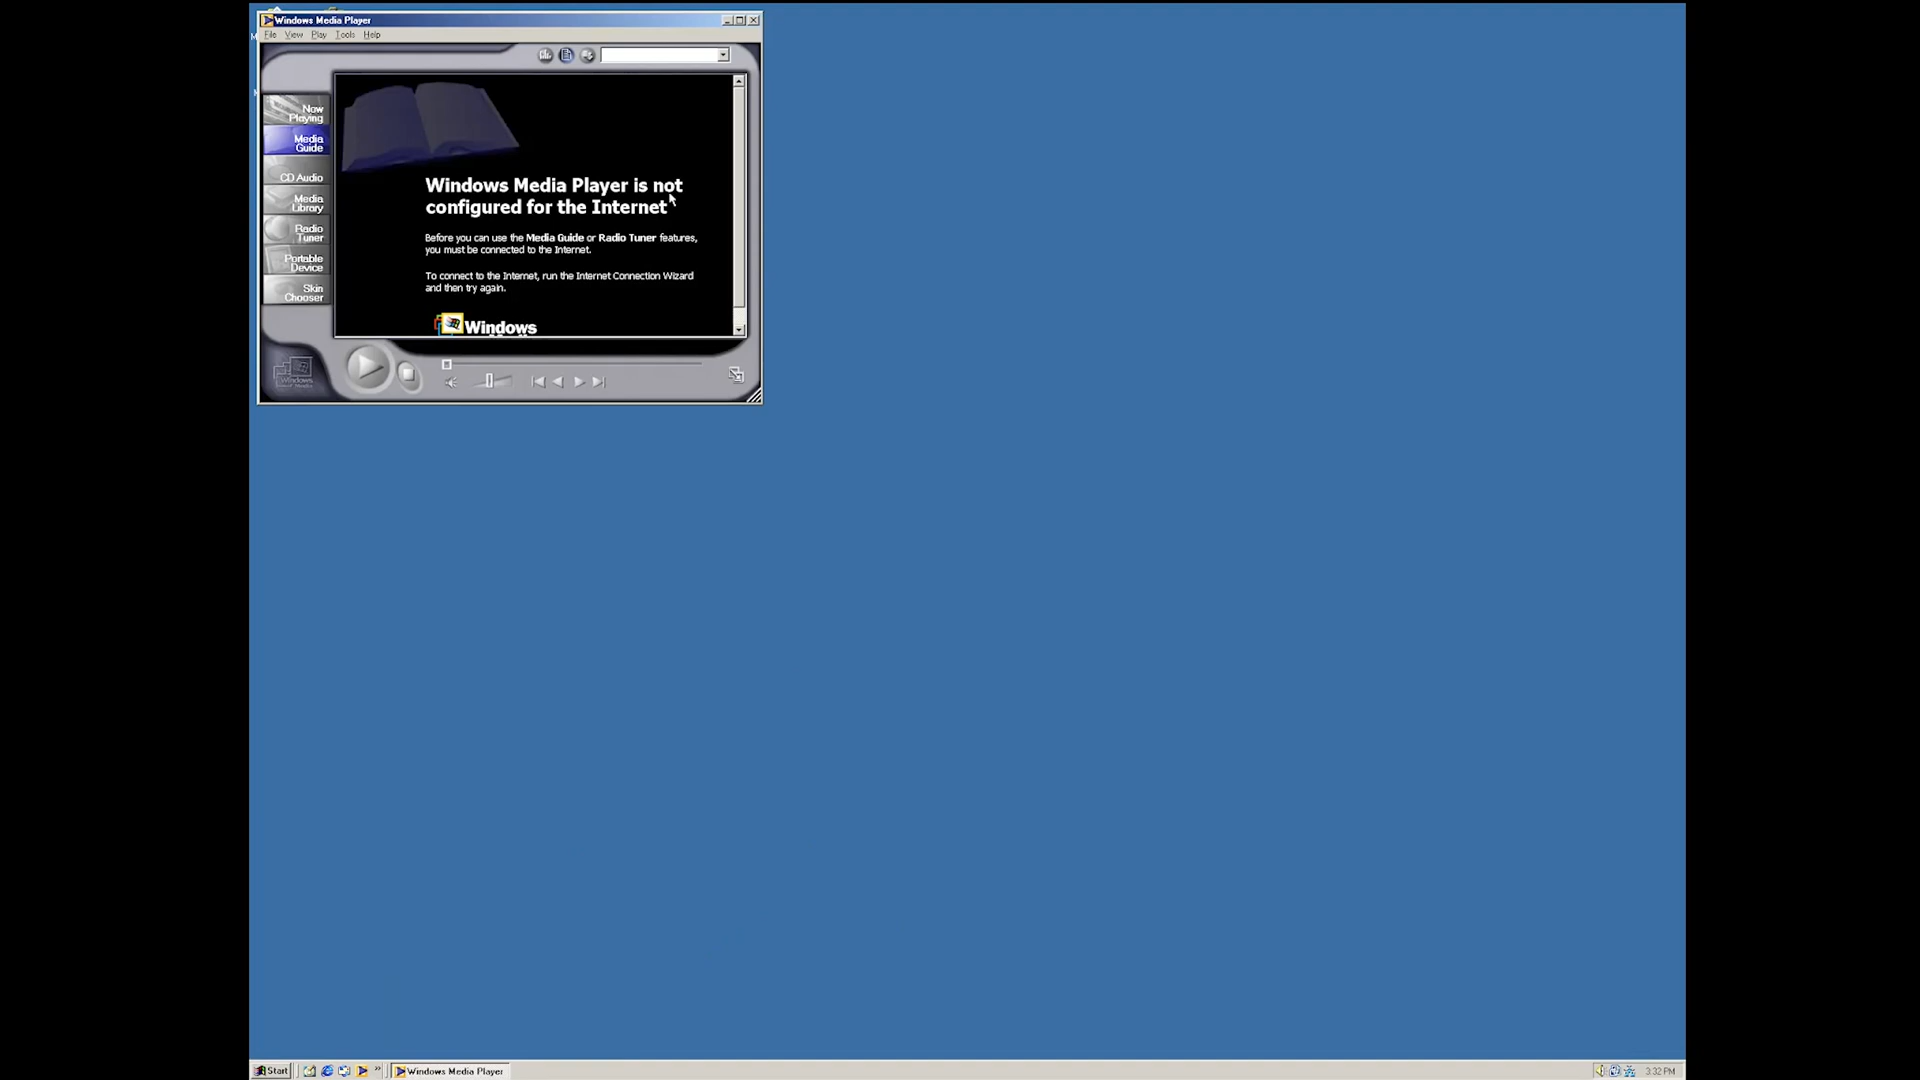 Windows Media Player
File View Play Tools Help
Now
Playing
Media
Guide
CD Audio
Media
Library
Radio
Tuner
Portable
Device
Skin
Chooser
Windows Media Player is not
configured for the Internet
Before you can use the Media Guide or Radio Tuner features,
you must be connected to the Internet.
To connect to the Internet, run the Internet Connection Wizard
and then try again.
Windows
Start
Windows Media Player
3:32 PM